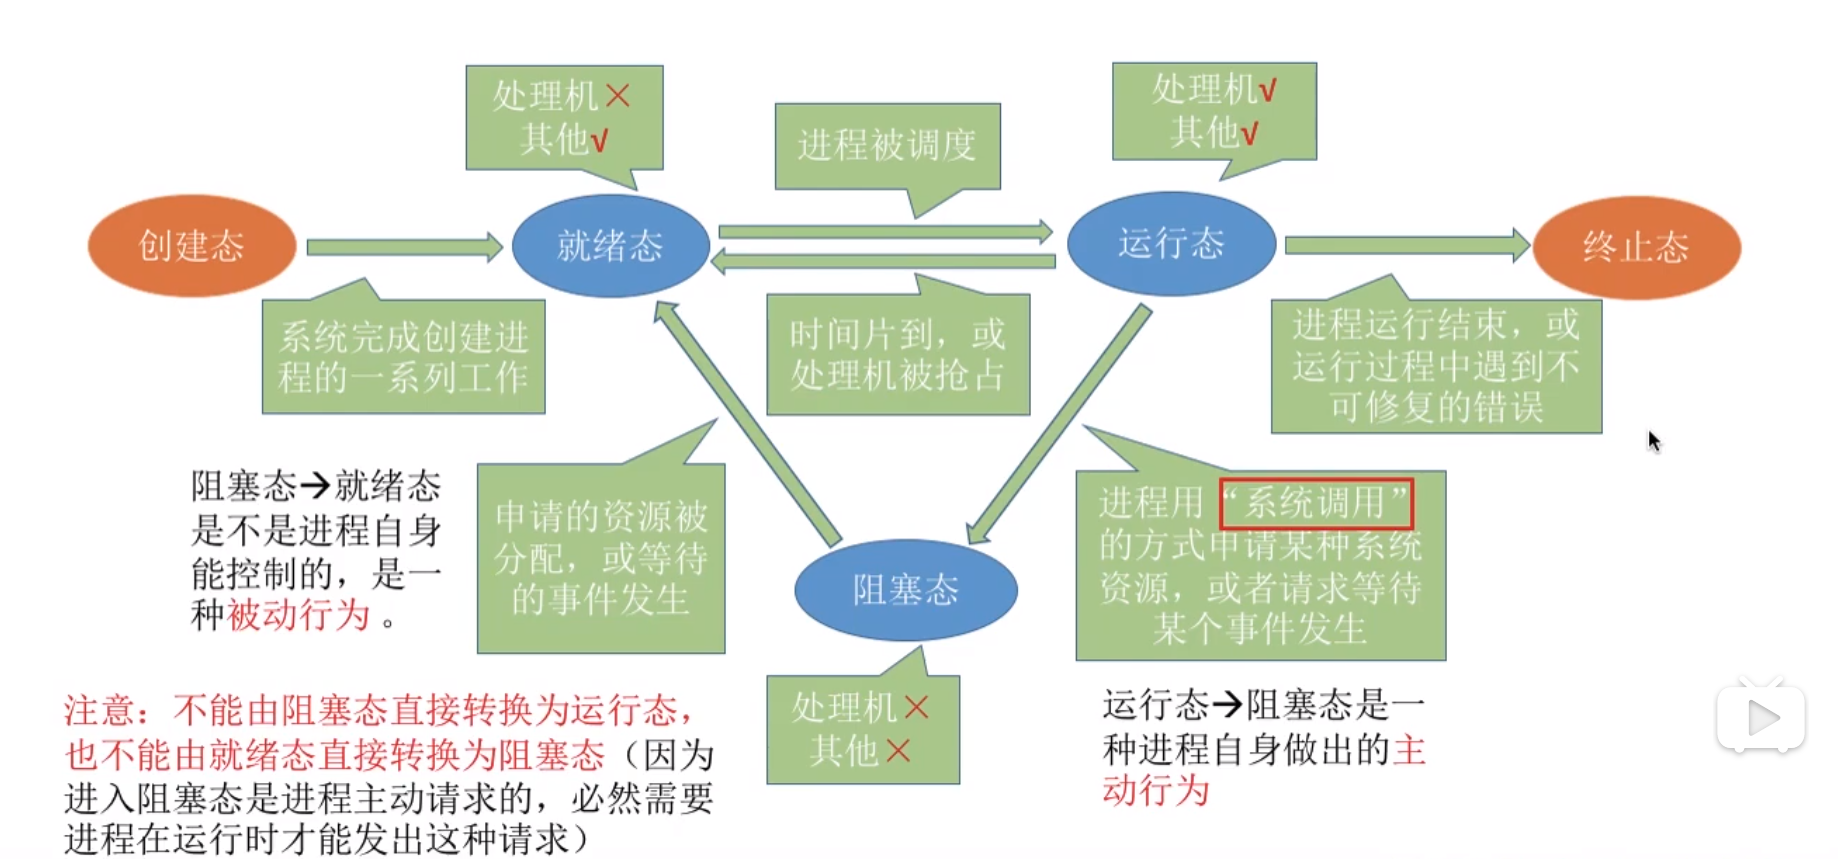 处理机×
其他√
进程被调度
处理机√
其他√
创建态
就绪态
运行态
终止态
系统完成创建进
程的一系列工作
时间片到，或
处理机被抢占
进程运行结束，或
运行过程中遇到不
可修复的错误
阻塞态→就绪态
是不是进程自身
能控制的，是一
种被动行为 。
申请的资源被
分配，或等待
的事件发生
进程用“系统调用”
的方式申请某种系统
资源，或者请求等待
某个事件发生
阻塞态
处理机×
其他×
注意：不能由阻塞态直接转换为运行态，
也不能由就绪态直接转换为阻塞态（因为
进入阻塞态是进程主动请求的，必然需要
进程在运行时才能发出这种请求）
运行态→阻塞态是一
种进程自身做出的主
动行为